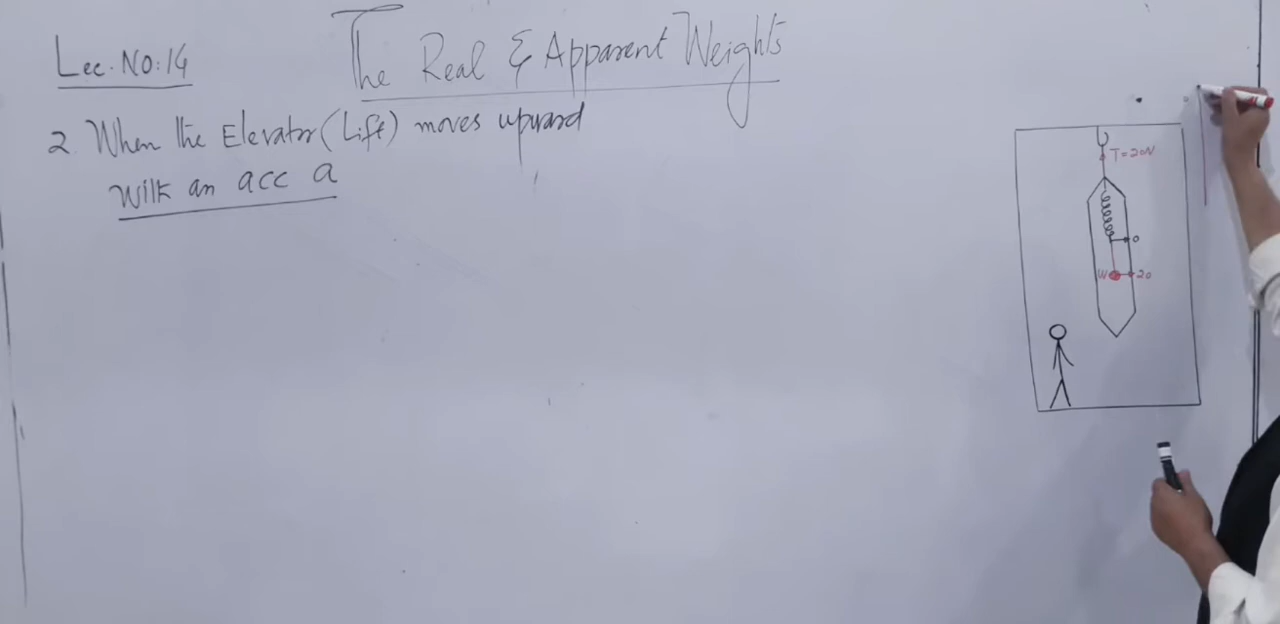 Lec. No: 14
The Real & Apparent Weights
2. When the Elevator (Lift) moves upward
With an acc a
T=20N
0
W 20